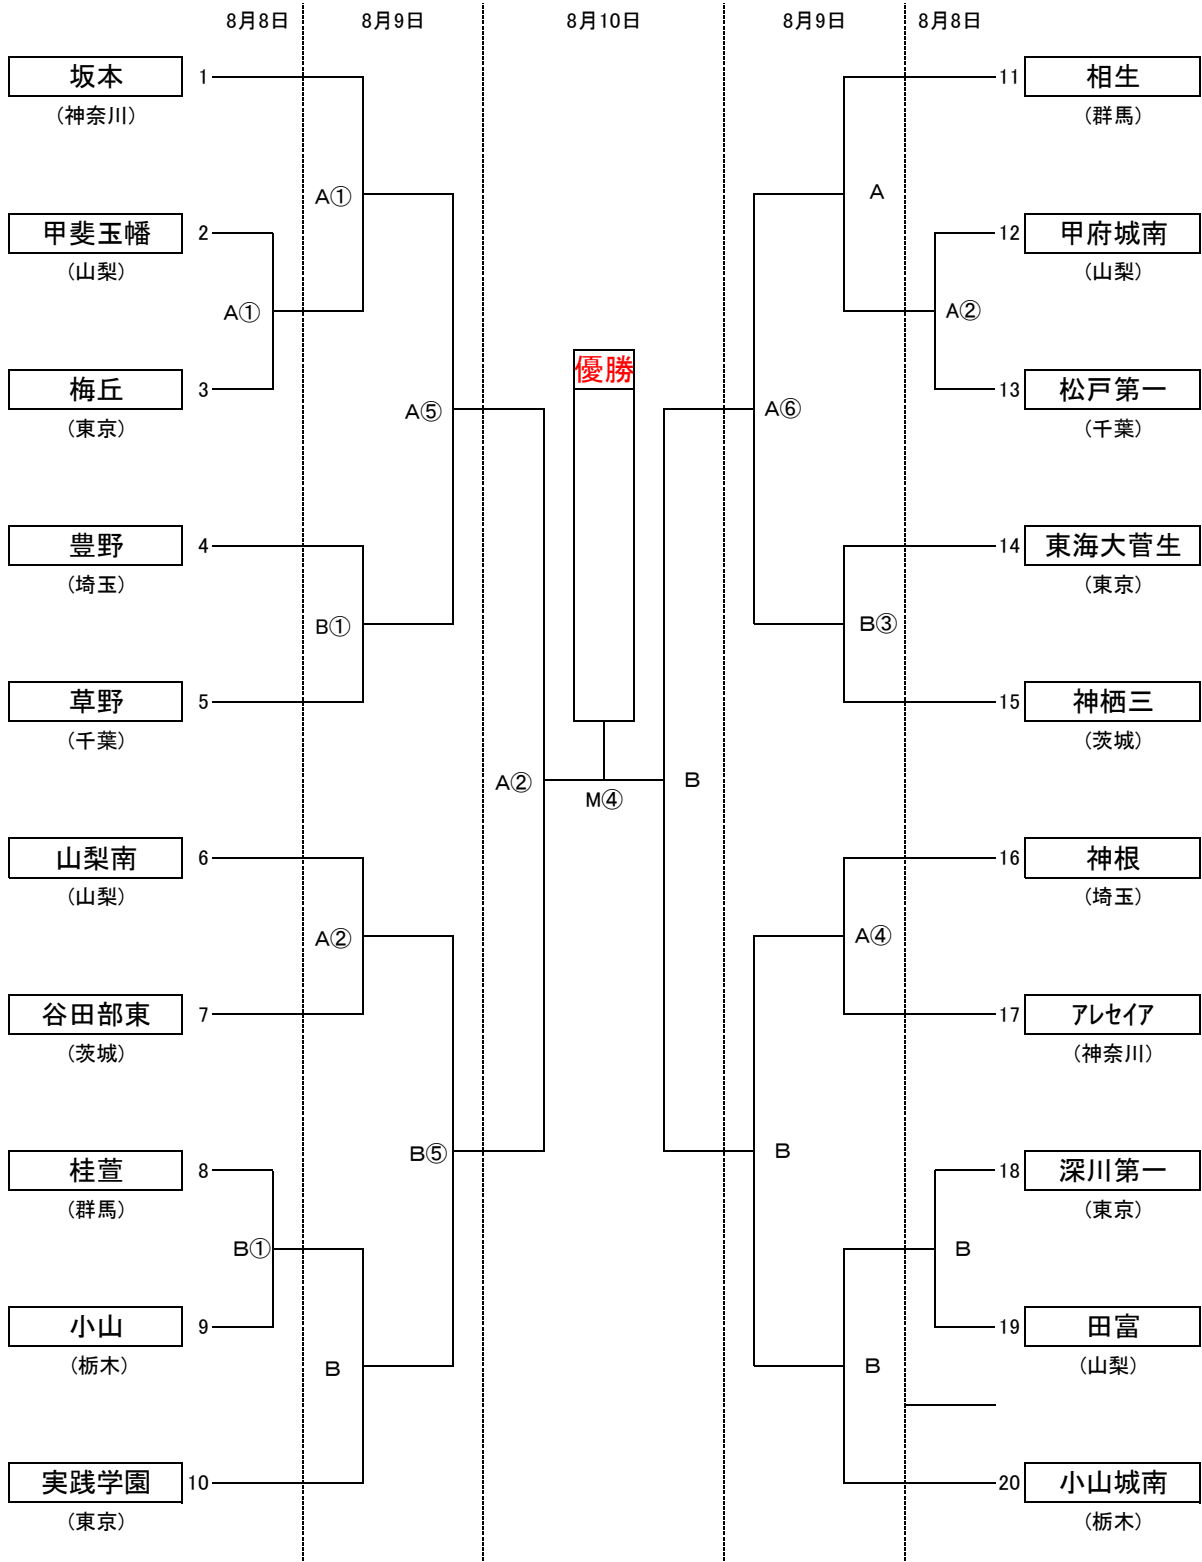 8月8日 8月9日 8月10日 8月9日 8月8日
坂本 1
(神奈川)
11 相生
(群馬)
A①
A
甲斐玉幡 2
(山梨)
12 甲府城南
(山梨)
A①
A②
優勝
梅丘 3
(東京)
13 松戸第一
(千葉)
A⑤
A⑥
豊野 4
(埼玉)
14 東海大菅生
(東京)
B①
B③
草野 5
(千葉)
15 神栖三
(茨城)
A②
M④
B
山梨南 6
(山梨)
16 神根
(埼玉)
A②
A④
谷田部東 7
(茨城)
17 アレセイア
(神奈川)
B⑤
B
桂萱 8
(群馬)
18 深川第一
(東京)
B①
B
小山 9
(栃木)
19 田富
(山梨)
B
B
実践学園 10
(東京)
20 小山城南
(栃木)